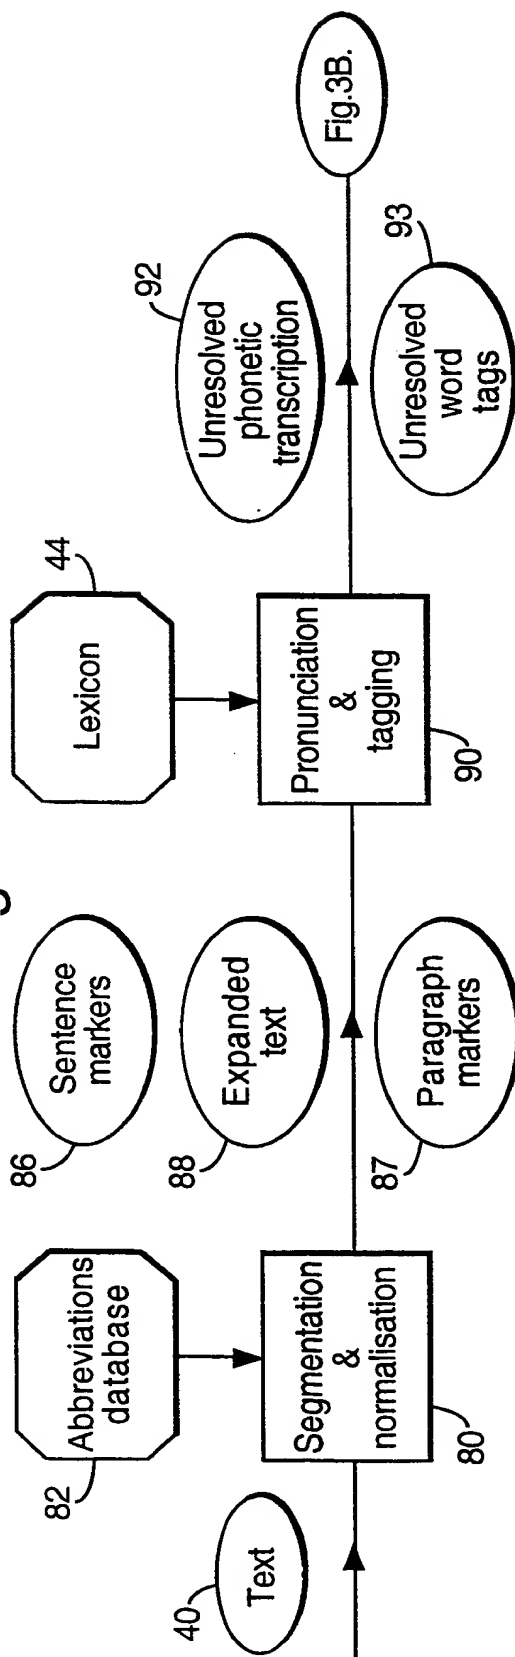 40
Text
82
Abbreviations
database
Segmentation
&
normalisation
80
86
Sentence
markers
88
Expanded
text
87
Paragraph
markers
44
Lexicon
Pronunciation
&
tagging
90
92
Unresolved
phonetic
transcription
93
Unresolved
word
tags
Fig.3B.